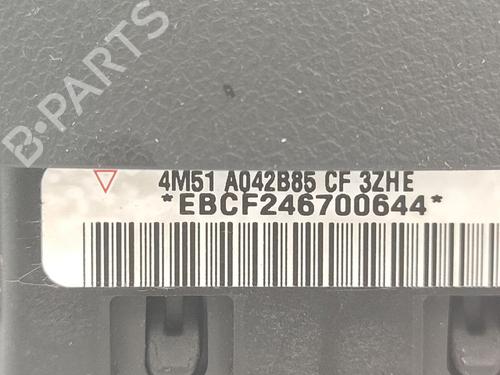 B-PARTS
4M51 A042B85 CF 3ZHE
*EBCF246700644*